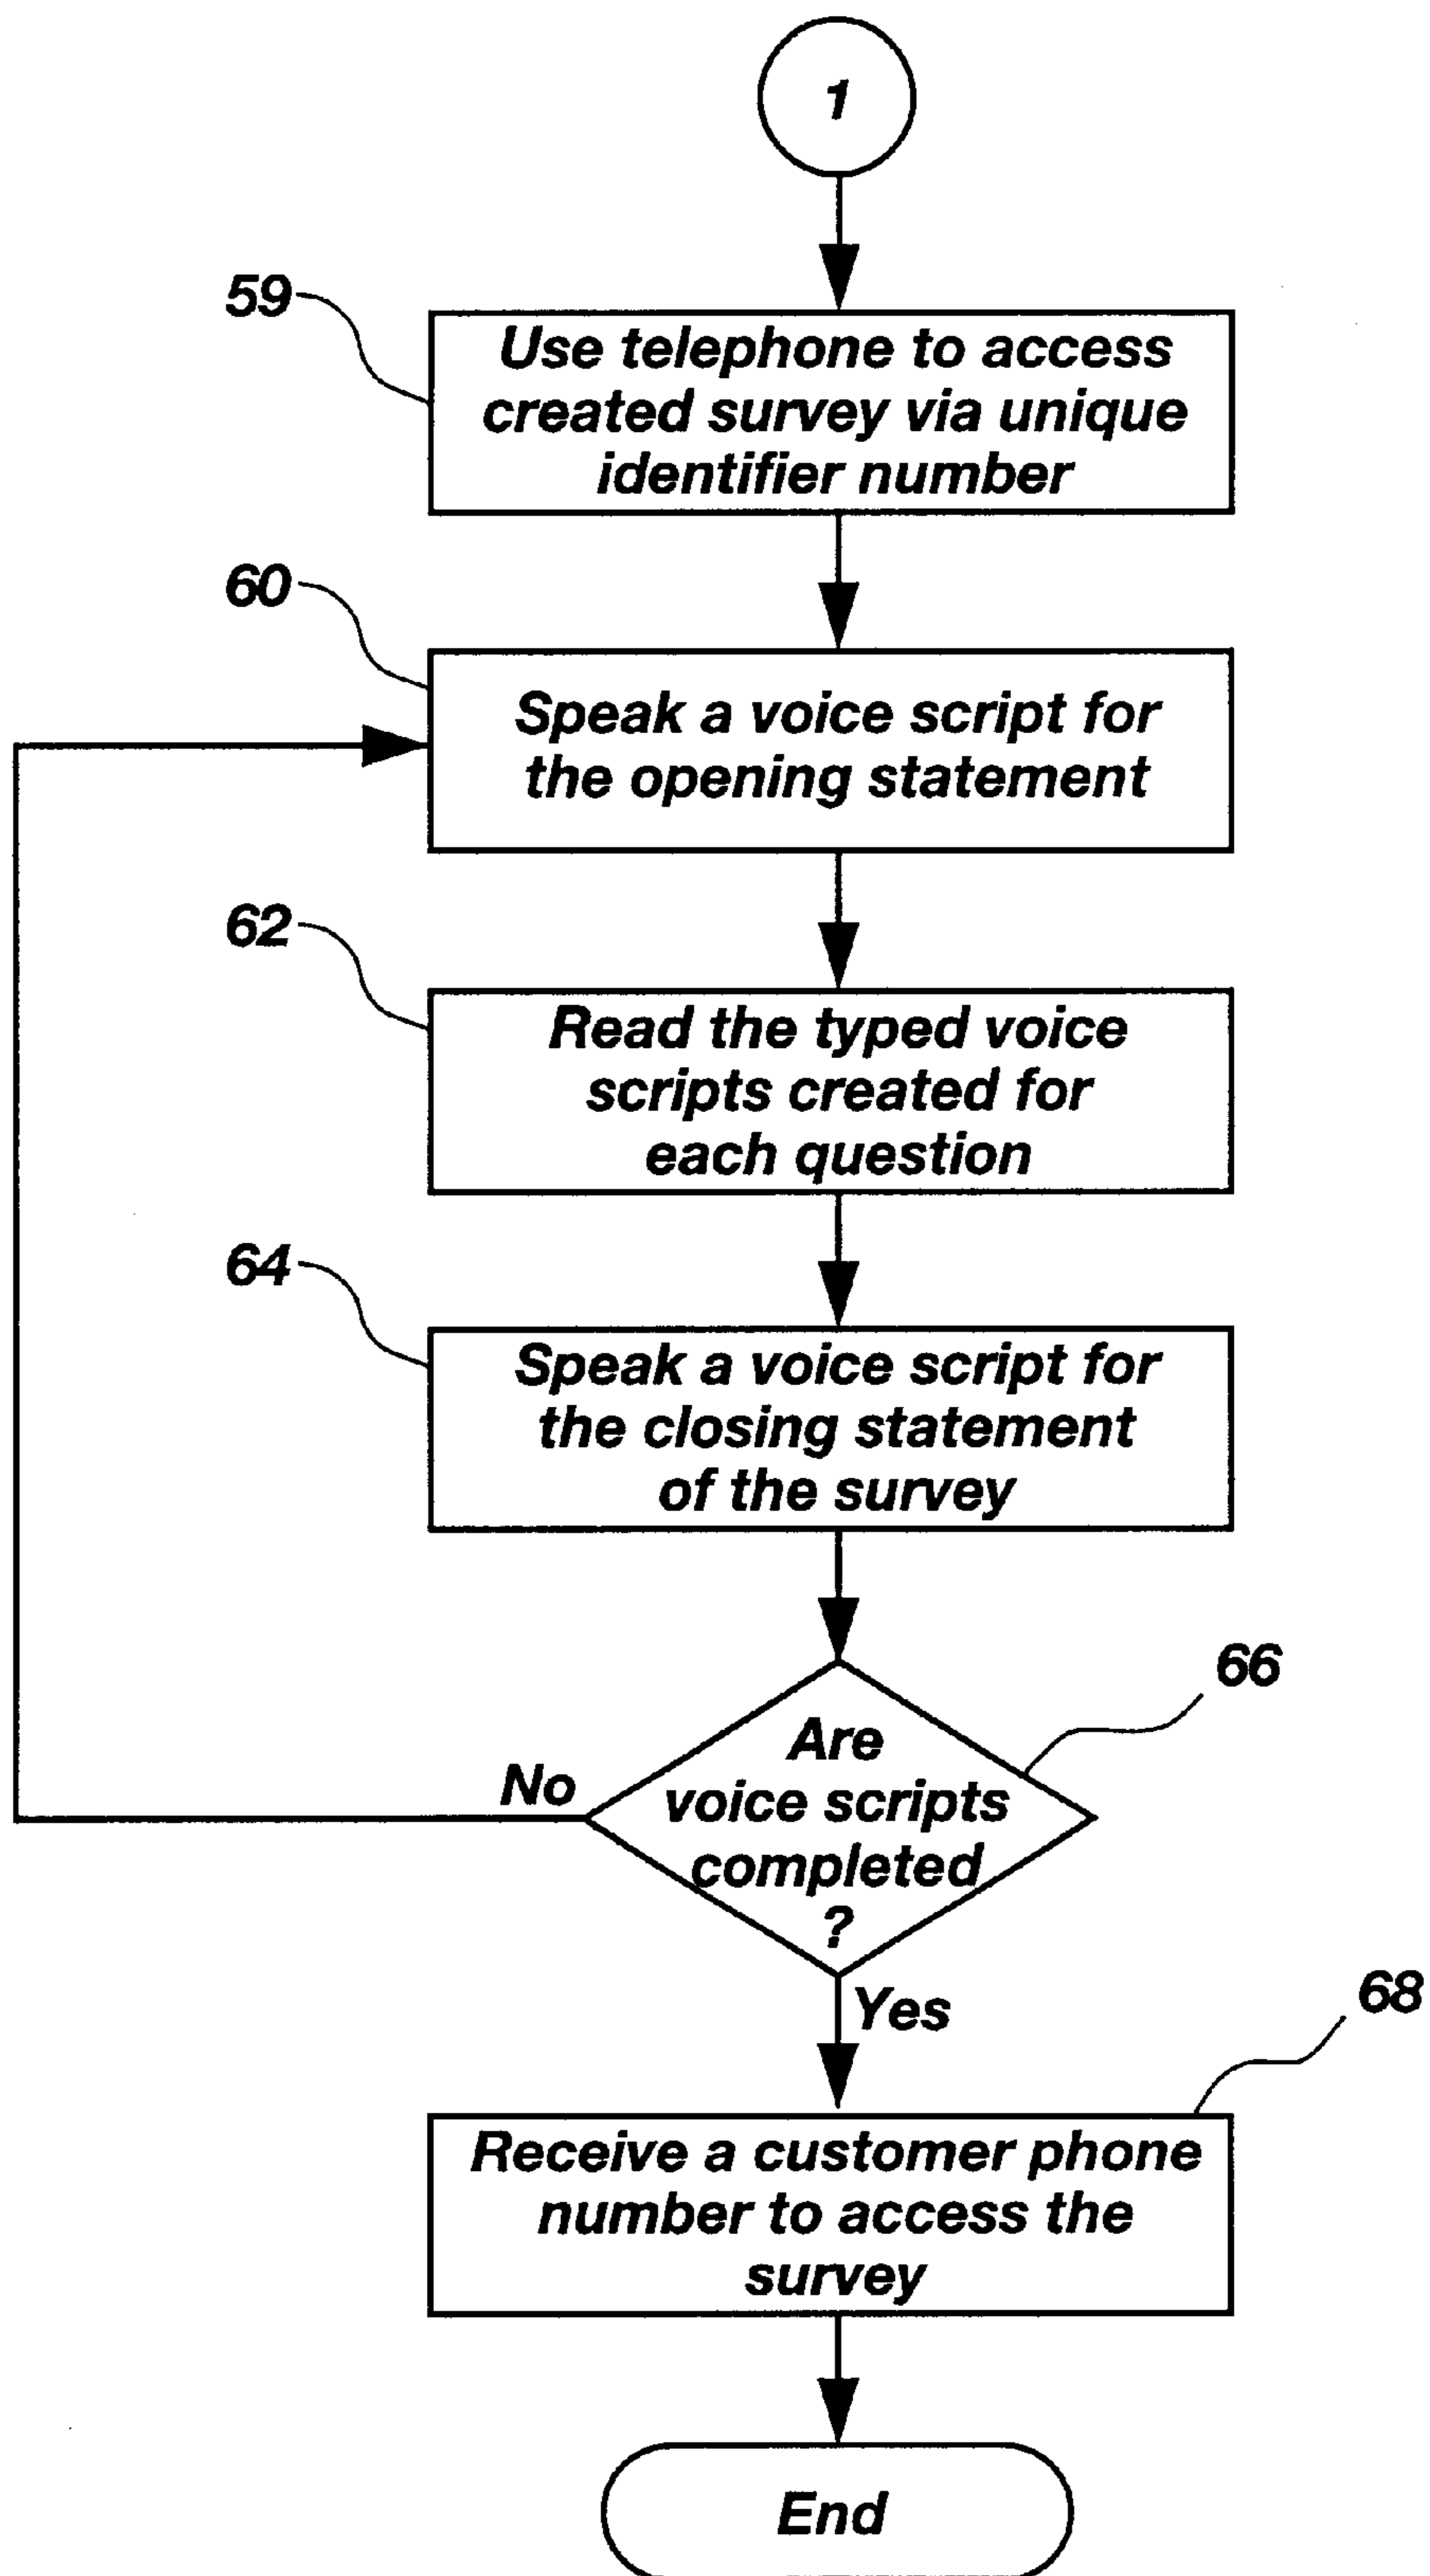 1
59
Use telephone to access
created survey via unique
identifier number
60
Speak a voice script for
the opening statement
62
Read the typed voice
scripts created for
each question
64
Speak a voice script for
the closing statement
of the survey
66
Are
voice scripts
completed
?
No
Yes
68
Receive a customer phone
number to access the
survey
End